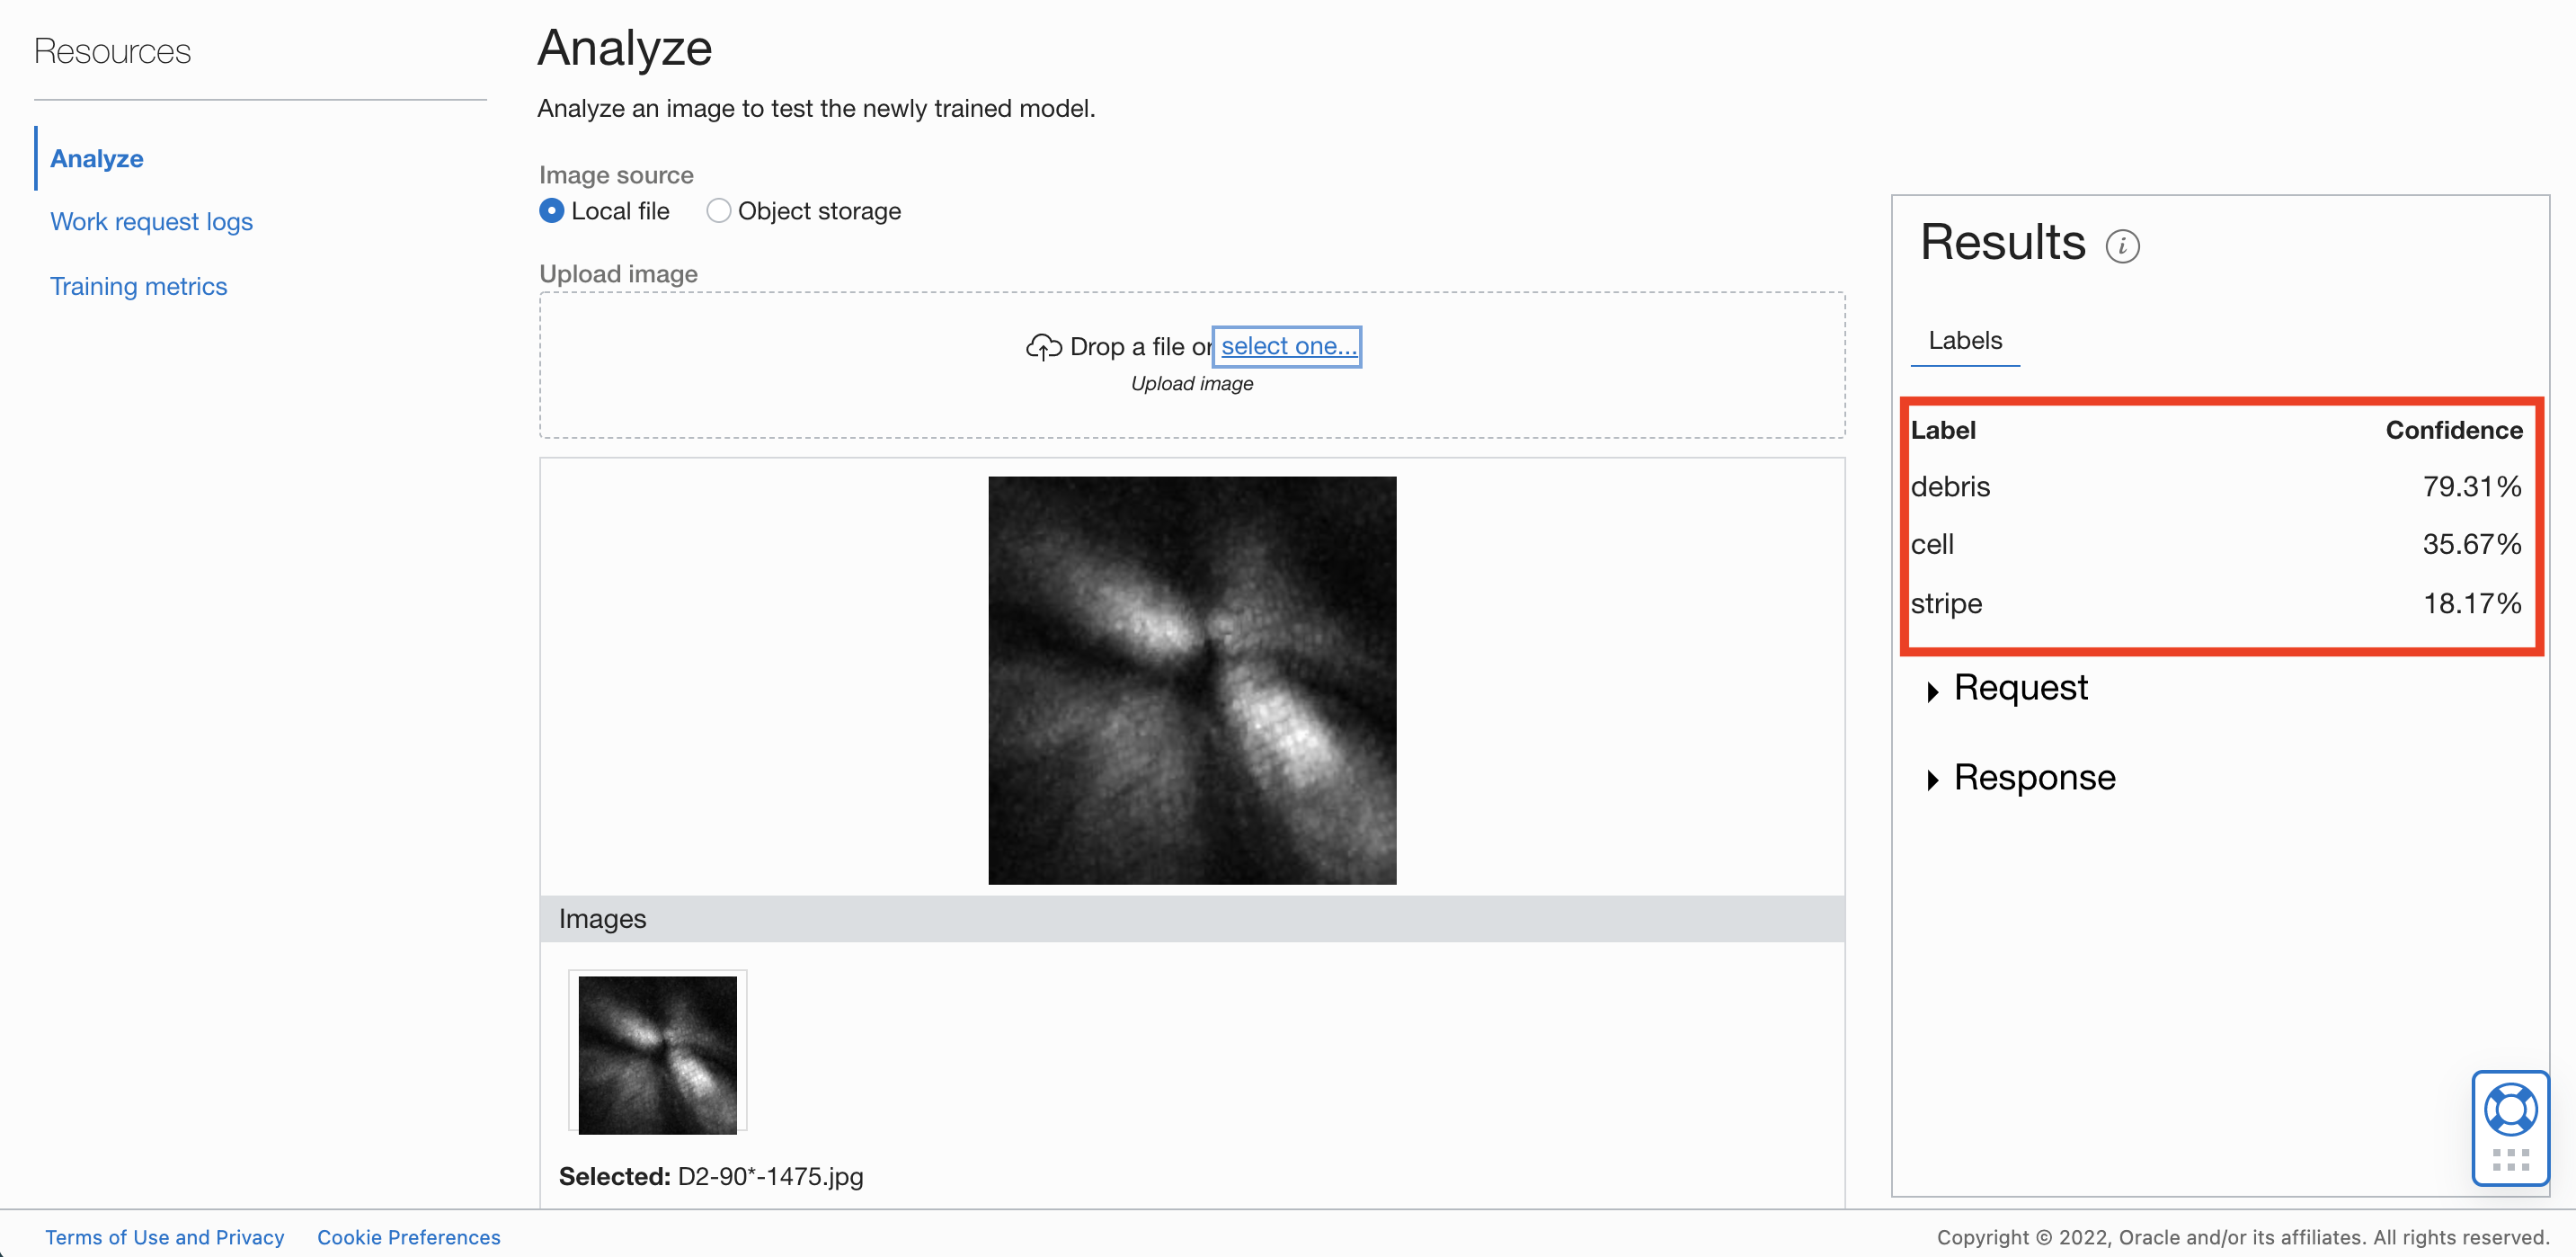 Resources
Analyze
Work request logs
Training metrics
Analyze
Analyze an image to test the newly trained model.
Image source
Local file Object storage
Upload image
Drop a file or select one...
Upload image
Images
Selected: D2-90*-1475.jpg
Results i
Labels
Label Confidence
debris 79.31%
cell 35.67%
stripe 18.17%
Request
Response
Terms of Use and Privacy Cookie Preferences Copyright © 2022, Oracle and/or its affiliates. All rights reserved.